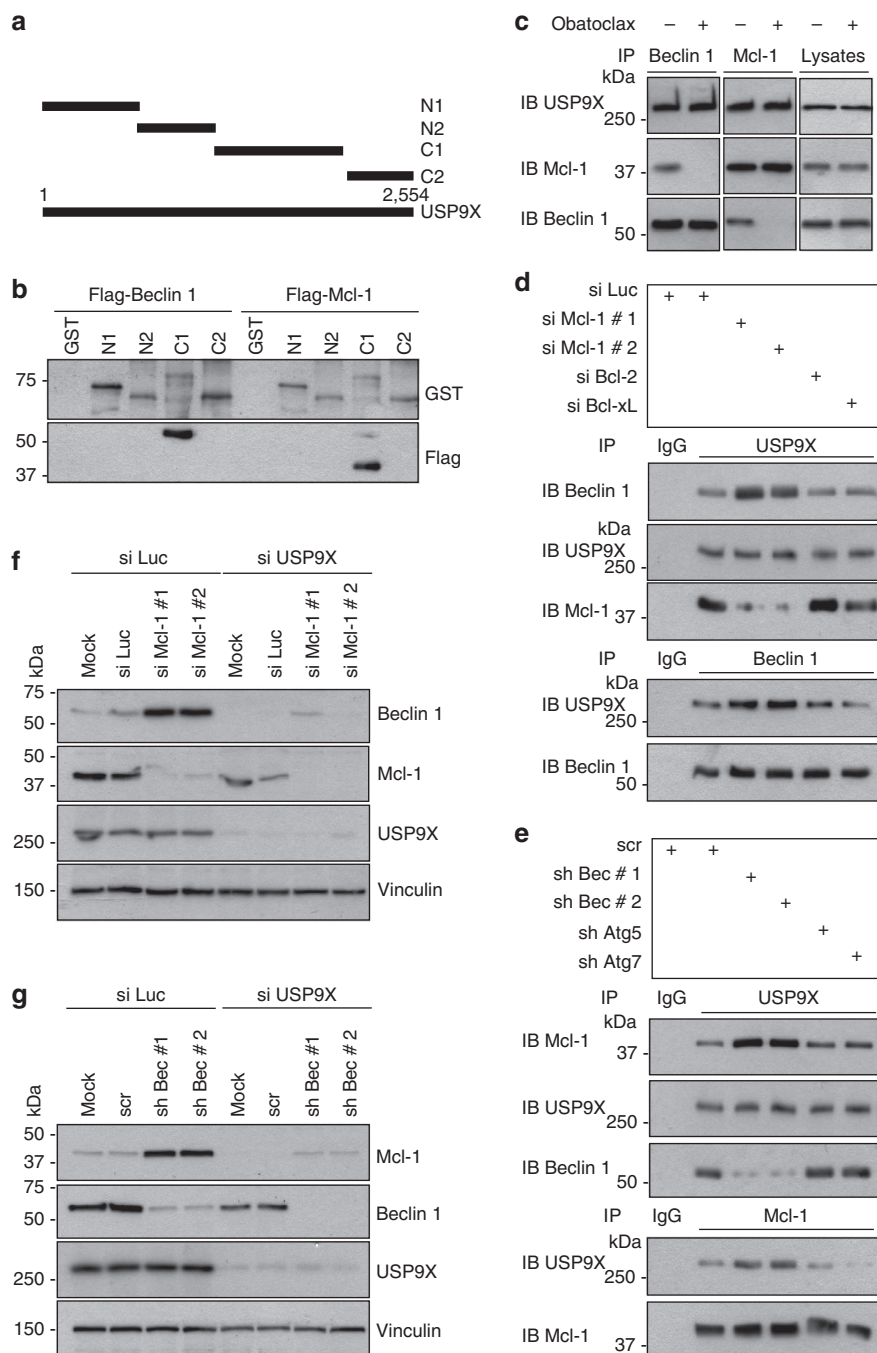 a
N1
N2
C1
C2
1 2,554
USP9X
b
Flag-Beclin 1 Flag-Mcl-1
GST N1 N2 C1 C2 GST N1 N2 C1 C2
75 -
GST
50 -
37 -
Flag
c
Obatoclax – + – + – +
IP Beclin 1 Mcl-1 Lysates
kDa
IB USP9X
250 -
IB Mcl-1 37 -
IB Beclin 1
50 -
d
si Luc + +
si Mcl-1 # 1 +
si Mcl-1 # 2 +
si Bcl-2 +
si Bcl-xL +
IP IgG USP9X
IB Beclin 1
kDa
IB USP9X
250 -
IB Mcl-1 37 -
IP IgG Beclin 1
kDa
IB USP9X
250 -
IB Beclin 1
50 -
e
scr + +
sh Bec # 1 +
sh Bec # 2 +
sh Atg5 +
sh Atg7 +
IP IgG USP9X
kDa
IB Mcl-1
37 -
IB USP9X
250 -
IB Beclin 1
50 -
IP IgG Mcl-1
kDa
IB USP9X
250 -
IB Mcl-1
37 -
f
si Luc si USP9X
kDa Mock si Luc si Mcl-1 #1 si Mcl-1 #2 Mock si Luc si Mcl-1 #1 si Mcl-1 # 2
75 -
50 -
Beclin 1
50 -
37 -
Mcl-1
250 -
USP9X
150 -
Vinculin
g
si Luc si USP9X
kDa Mock scr sh Bec #1 sh Bec # 2 Mock scr sh Bec #1 sh Bec # 2
50 -
37 -
Mcl-1
75 -
50 -
Beclin 1
250 -
USP9X
150 -
Vinculin